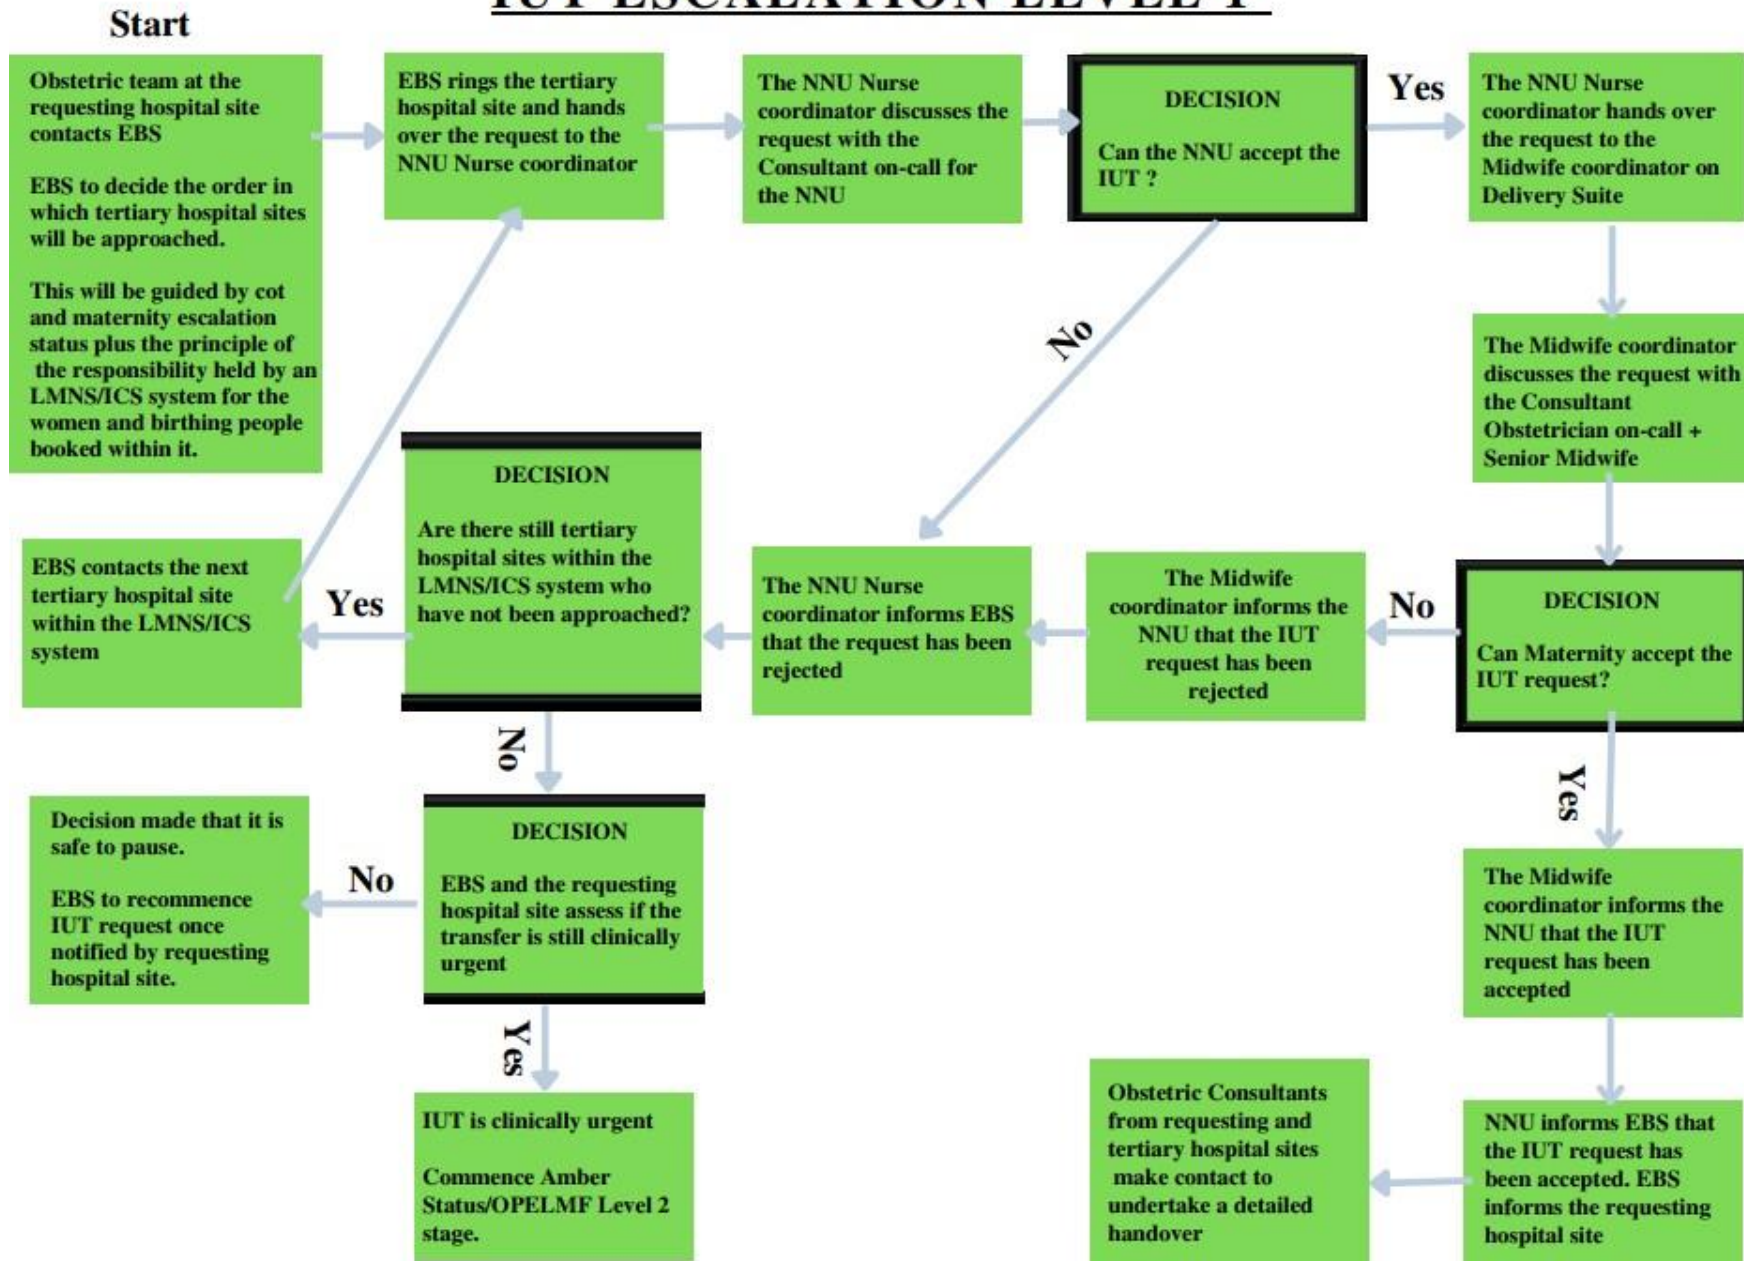 IUT ESCALATION LEVEL 1
Start
Obstetric team at the
requesting hospital site
contacts EBS
EBS to decide the order in
which tertiary hospital sites
will be approached.
This will be guided by cot
and maternity escalation
status plus the principle of
the responsibility held by an
LMNS/ICS system for the
women and birthing people
booked within it.
EBS rings the tertiary
hospital site and hands
over the request to the
NNU Nurse coordinator
The NNU Nurse
coordinator discusses the
request with the
Consultant on-call for
the NNU
DECISION
Can the NNU accept the
IUT ?
Yes
The NNU Nurse
coordinator hands over
the request to the
Midwife coordinator on
Delivery Suite
No
The Midwife coordinator
discusses the request with
the Consultant
Obstetrician on-call +
Senior Midwife
DECISION
Can Maternity accept the
IUT request?
No
The Midwife
coordinator informs the
NNU that the IUT
request has been
rejected
The NNU Nurse
coordinator informs EBS
that the request has been
rejected
DECISION
Are there still tertiary
hospital sites within the
LMNS/ICS system who
have not been approached?
Yes
EBS contacts the next
tertiary hospital site
within the LMNS/ICS
system
No
DECISION
EBS and the requesting
hospital site assess if the
transfer is still clinically
urgent
No
Decision made that it is
safe to pause.
EBS to recommence
IUT request once
notified by requesting
hospital site.
Yes
IUT is clinically urgent
Commence Amber
Status/OPELMF Level 2
stage.
Yes
The Midwife
coordinator informs the
NNU that the IUT
request has been
accepted
NNU informs EBS that
the IUT request has
been accepted. EBS
informs the requesting
hospital site
Obstetric Consultants
from requesting and
tertiary hospital sites
make contact to
undertake a detailed
handover